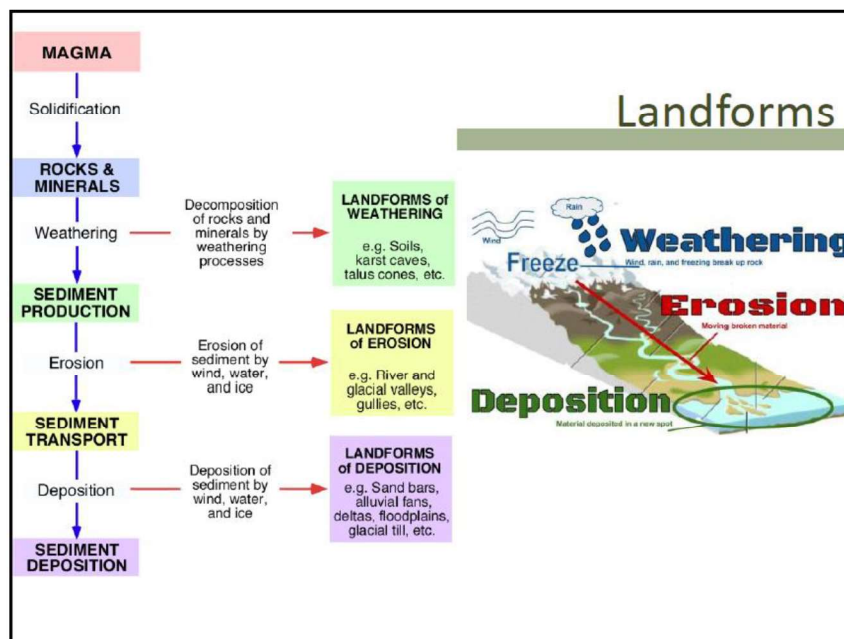 Landforms
MAGMA
Solidification
ROCKS &
MINERALS
Weathering
Decomposition
of rocks and
minerals by
weathering
processes
LANDFORMS of
WEATHERING
e.g. Soils,
karst caves,
talus cones, etc.
SEDIMENT
PRODUCTION
Erosion
Erosion of
sediment by
wind, water,
and ice
LANDFORMS
of EROSION
e.g. River and
glacial valleys,
gullies, etc.
SEDIMENT
TRANSPORT
Deposition
Deposition of
sediment by
wind, water,
and ice
LANDFORMS
of DEPOSITION
e.g. Sand bars,
alluvial fans,
deltas, floodplains,
glacial till, etc.
SEDIMENT
DEPOSITION
Rain
Wind
Weathering
Wind, rain, and freezing break up rock
Freeze
Erosion
Moving broken material
Deposition
Material deposited in a new spot